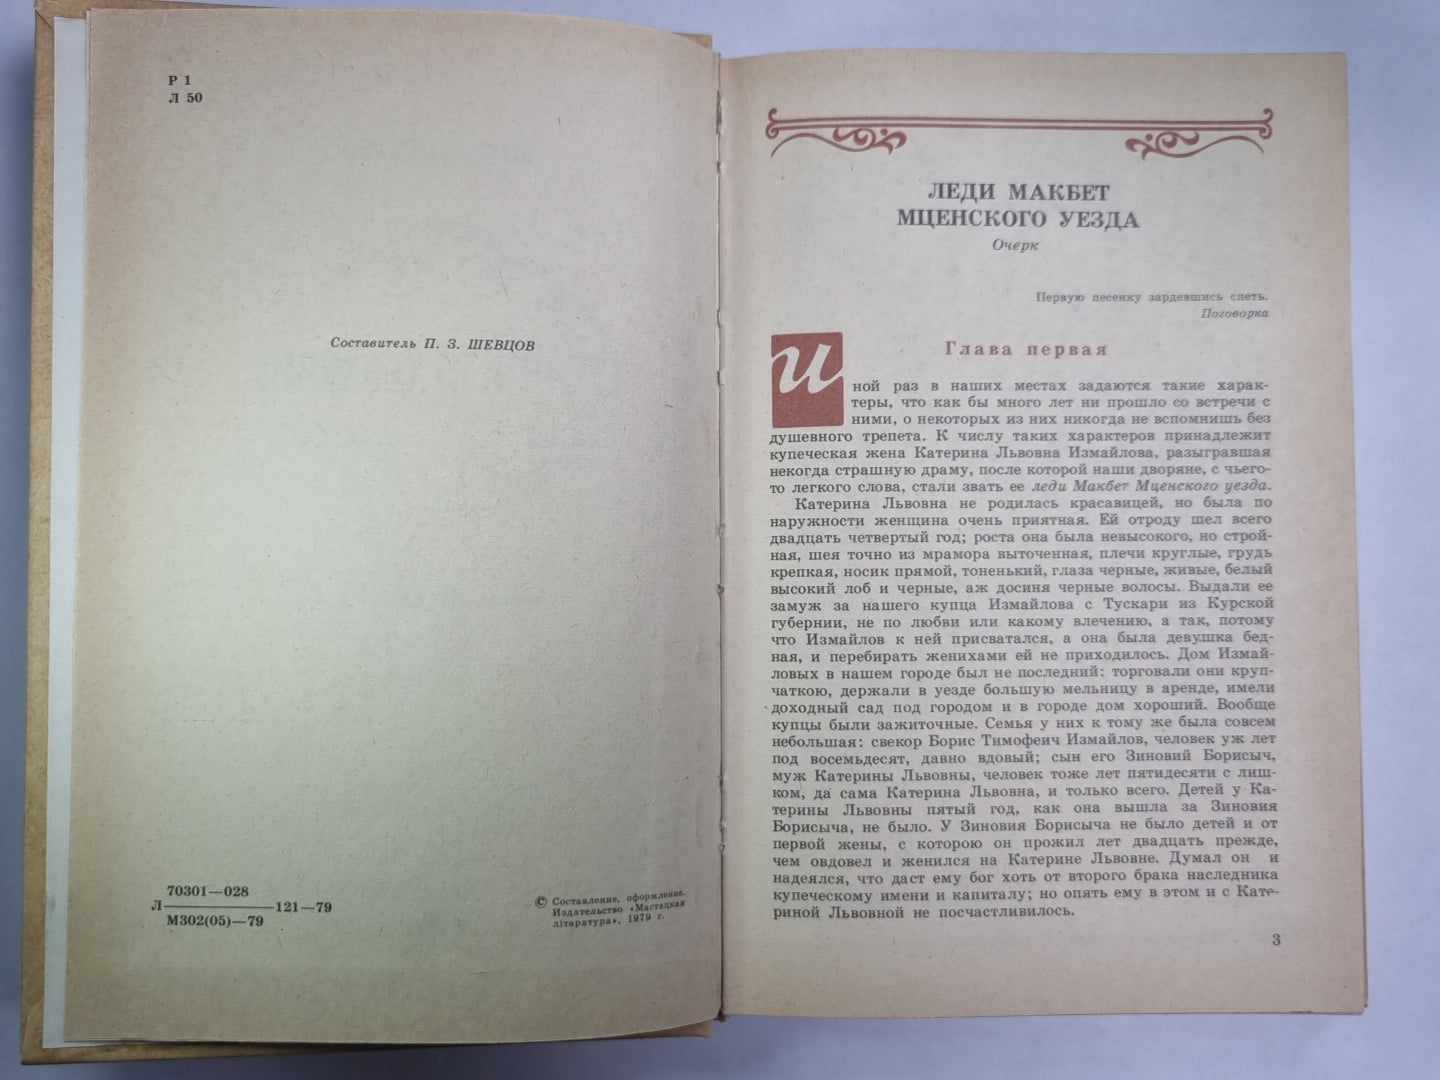 Р 1
Л 50
Составитель П. З. ШЕВЦОВ
70301—028
Л————121—79
М302(05)—79
© Составление, оформление.
Издательство «Мастацкая
літаратура», 1979 г.
ЛЕДИ МАКБЕТ
МЦЕНСКОГО УЕЗДА
Очерк
Первую песенку зардевшись спеть.
Поговорка
Глава первая
Иной раз в наших местах задаются такие харак-
теры, что как бы много лет ни прошло со встречи с
ними, о некоторых из них никогда не вспомнишь без
душевного трепета. К числу таких характеров принадлежит
купеческая жена Катерина Львовна Измайлова, разыгравшая
некогда страшную драму, после которой наши дворяне, с чьего-
то легкого слова, стали звать ее леди Макбет Мценского уезда.
Катерина Львовна не родилась красавицей, но была по
наружности женщина очень приятная. Ей отроду шел всего
двадцать четвертый год; роста она была невысокого, но строй-
ная, шея точно из мрамора выточенная, плечи круглые, грудь
крепкая, носик прямой, тоненький, глаза черные, живые, белый
высокий лоб и черные, аж досиня черные волосы. Выдали ее
замуж за нашего купца Измайлова с Тускари из Курской
губернии, не по любви или какому влечению, а так, потому
что Измайлов к ней присватался, а она была девушка бед-
ная, и перебирать женихами ей не приходилось. Дом Измай-
ловых в нашем городе был не последний: торговали они круп-
чаткою, держали в уезде большую мельницу в аренде, имели
доходный сад под городом и в городе дом хороший. Вообще
купцы были зажиточные. Семья у них к тому же была совсем
небольшая: свекор Борис Тимофеич Измайлов, человек уж лет
под восемьдесят, давно вдовый; сын его Зиновий Борисыч,
муж Катерины Львовны, человек тоже лет пятидесяти с лиш-
ком, да сама Катерина Львовна, и только всего. Детей у Ка-
терины Львовны пятый год, как она вышла за Зиновия
Борисыча, не было. У Зиновия Борисыча не было детей и от
первой жены, с которою он прожил лет двадцать прежде,
чем овдовел и женился на Катерине Львовне. Думал он и
надеялся, что даст ему бог хоть от второго брака наследника
купеческому имени и капиталу; но опять ему в этом и с Кате-
риной Львовной не посчастливилось.
3